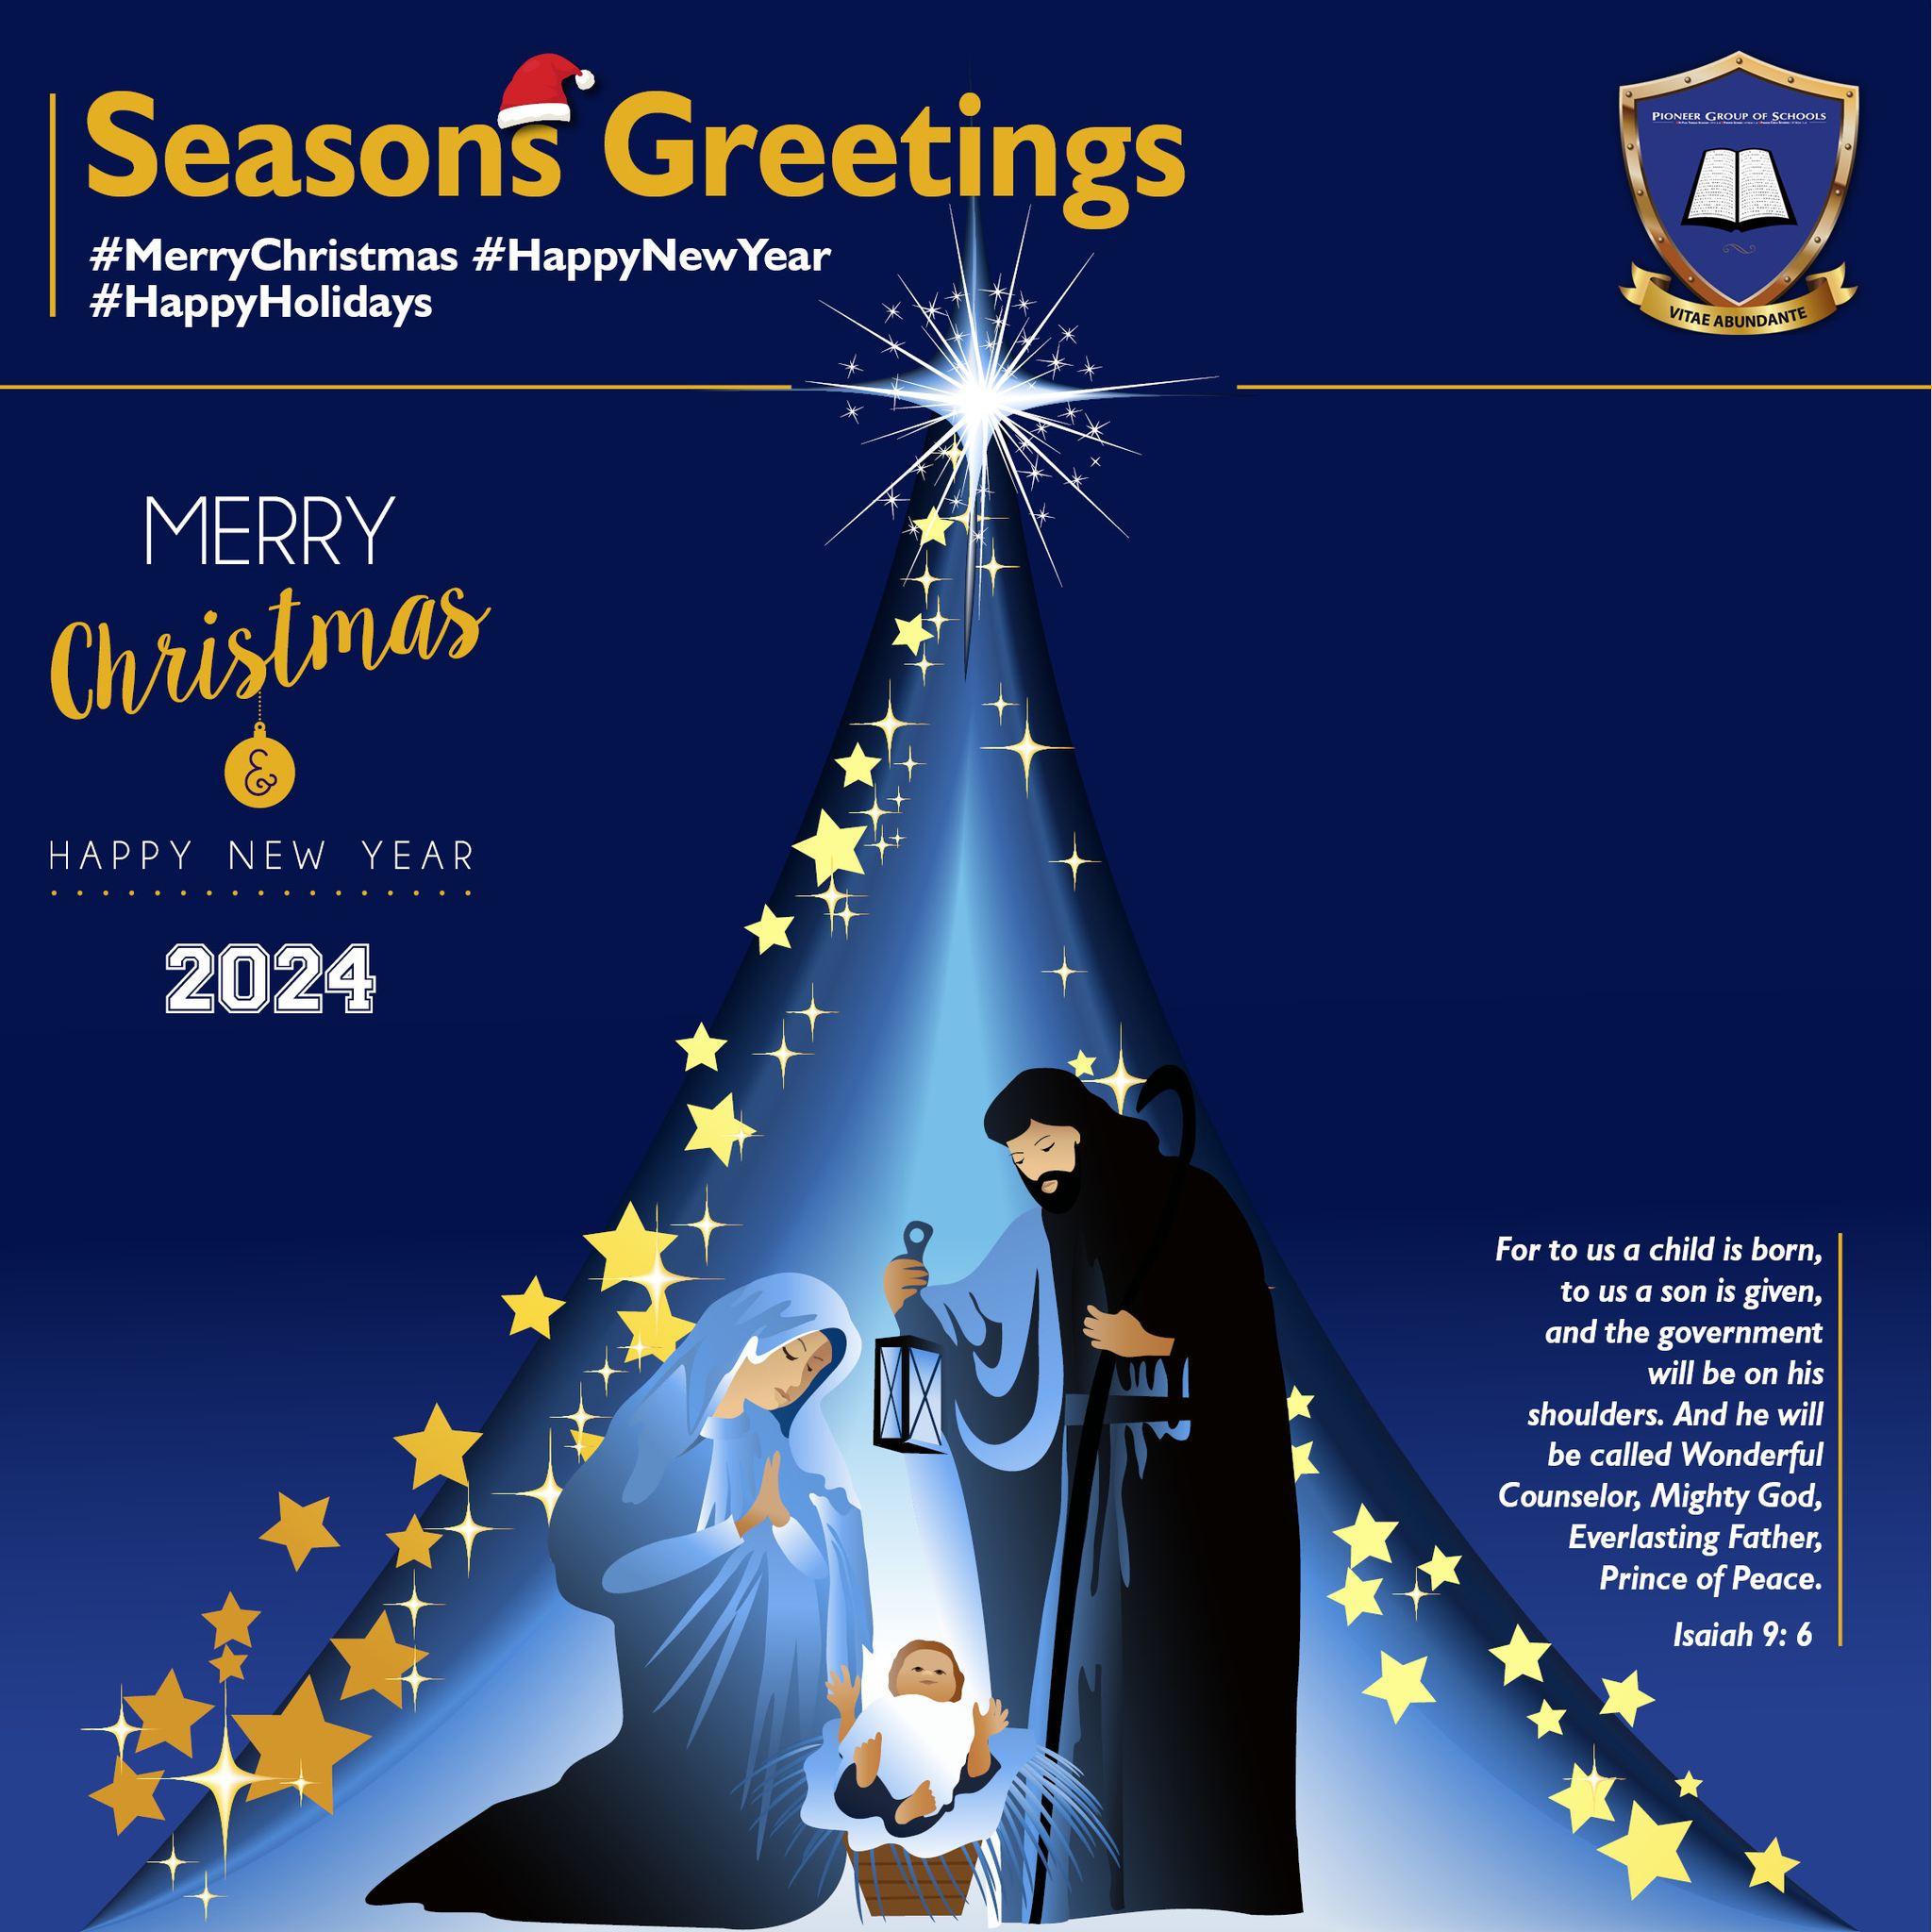 Seasons Greetings
#MerryChristmas #HappyNewYear
#HappyHolidays
PIONEER GROUP OF SCHOOLS
VITAE ABUNDANTE
MERRY
Christmas
&
HAPPY NEW YEAR
2024
For to us a child is born,
to us a son is given,
and the government
will be on his
shoulders. And he will
be called Wonderful
Counselor, Mighty God,
Everlasting Father,
Prince of Peace.
Isaiah 9: 6